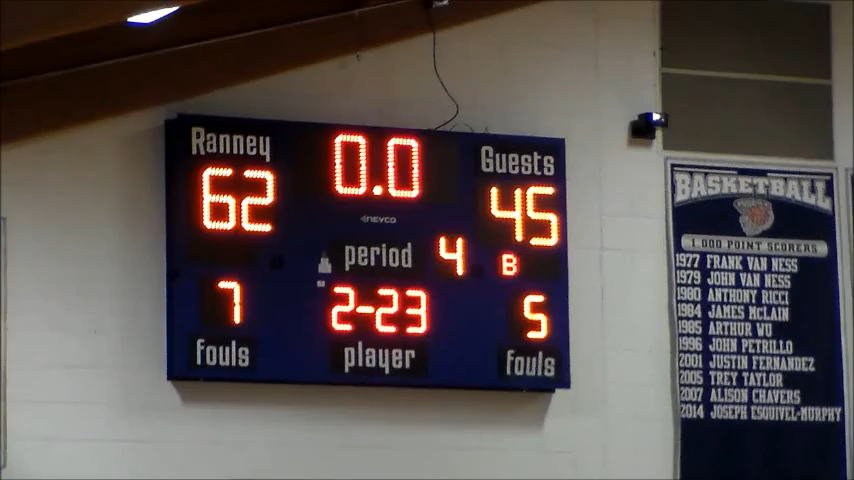 Ranney
0.0
Guests
62
45
NEVCO
period
4
B
7
2-23
5
fouls
player
fouls
BASKETBALL
1,000 POINT SCORERS
1977 FRANK VAN NESS
1979 JOHN VAN NESS
1980 ANTHONY RICCI
1984 JAMES McLAIN
1985 ARTHUR WU
1996 JOHN PETRILLO
2001 JUSTIN FERNANDEZ
2005 TREY TAYLOR
2007 ALISON CHAVERS
2014 JOSEPH ESQUIVEL-MURPHY